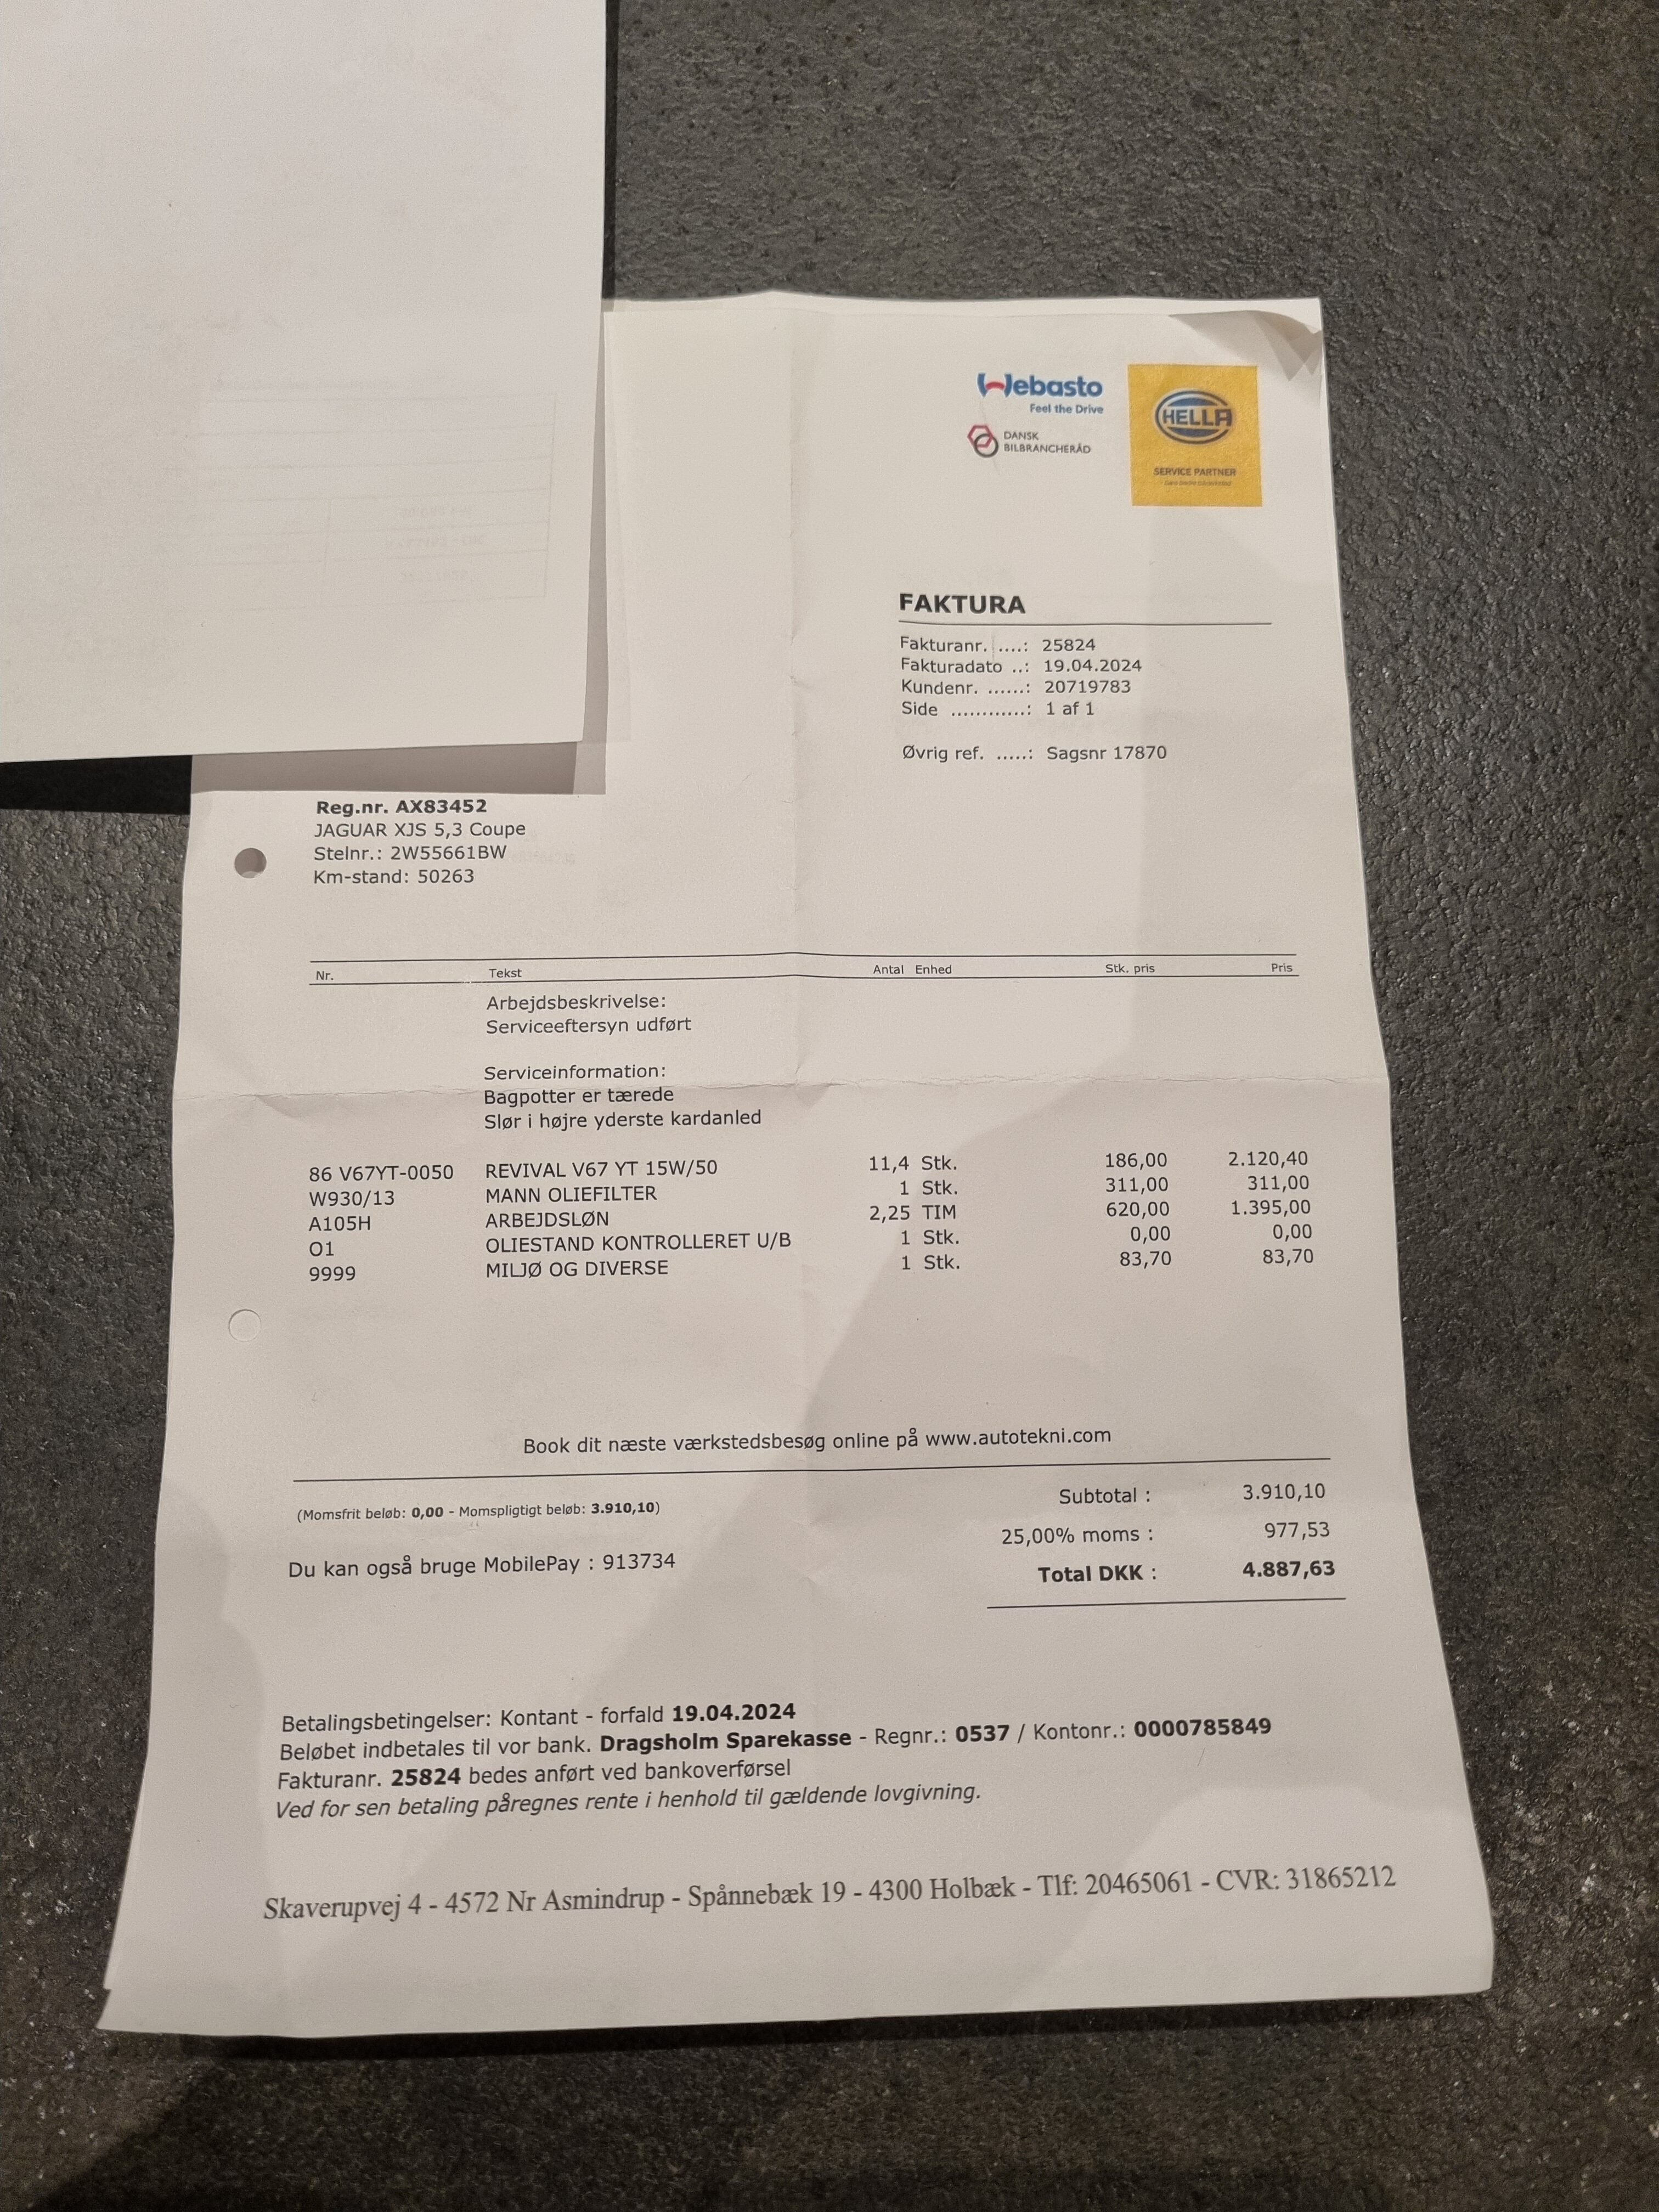 Webasto
Feel the Drive
DANSK
BILBRANCHERÅD
HELLA
SERVICE PARTNER
FAKTURA
Fakturanr. ....: 25824
Fakturadato ..: 19.04.2024
Kundenr. ......: 20719783
Side ............: 1 af 1
Øvrig ref. .....: Sagsnr 17870
Reg.nr. AX83452
JAGUAR XJS 5,3 Coupe
Stelnr.: 2W55661BW
Km-stand: 50263
Nr. Tekst Antal Enhed Stk. pris Pris
Arbejdsbeskrivelse:
Serviceeftersyn udført
Serviceinformation:
Bagpotter er tærede
Slør i højre yderste kardanled
86 V67YT-0050 REVIVAL V67 YT 15W/50 11,4 Stk. 186,00 2.120,40
W930/13 MANN OLIEFILTER 1 Stk. 311,00 311,00
A105H ARBEJDSLØN 2,25 TIM 620,00 1.395,00
O1 OLIESTAND KONTROLLERET U/B 1 Stk. 0,00 0,00
9999 MILJØ OG DIVERSE 1 Stk. 83,70 83,70
Book dit næste værkstedsbesøg online på www.autotekni.com
(Momsfrit beløb: 0,00 - Momspligtigt beløb: 3.910,10) Subtotal : 3.910,10
25,00% moms : 977,53
Du kan også bruge MobilePay : 913734 Total DKK : 4.887,63
Betalingsbetingelser: Kontant - forfald 19.04.2024
Beløbet indbetales til vor bank. Dragsholm Sparekasse - Regnr.: 0537 / Kontonr.: 0000785849
Fakturanr. 25824 bedes anført ved bankoverførsel
Ved for sen betaling påregnes rente i henhold til gældende lovgivning.
Skaverupvej 4 - 4572 Nr Asmindrup - Spånnebæk 19 - 4300 Holbæk - Tlf: 20465061 - CVR: 31865212